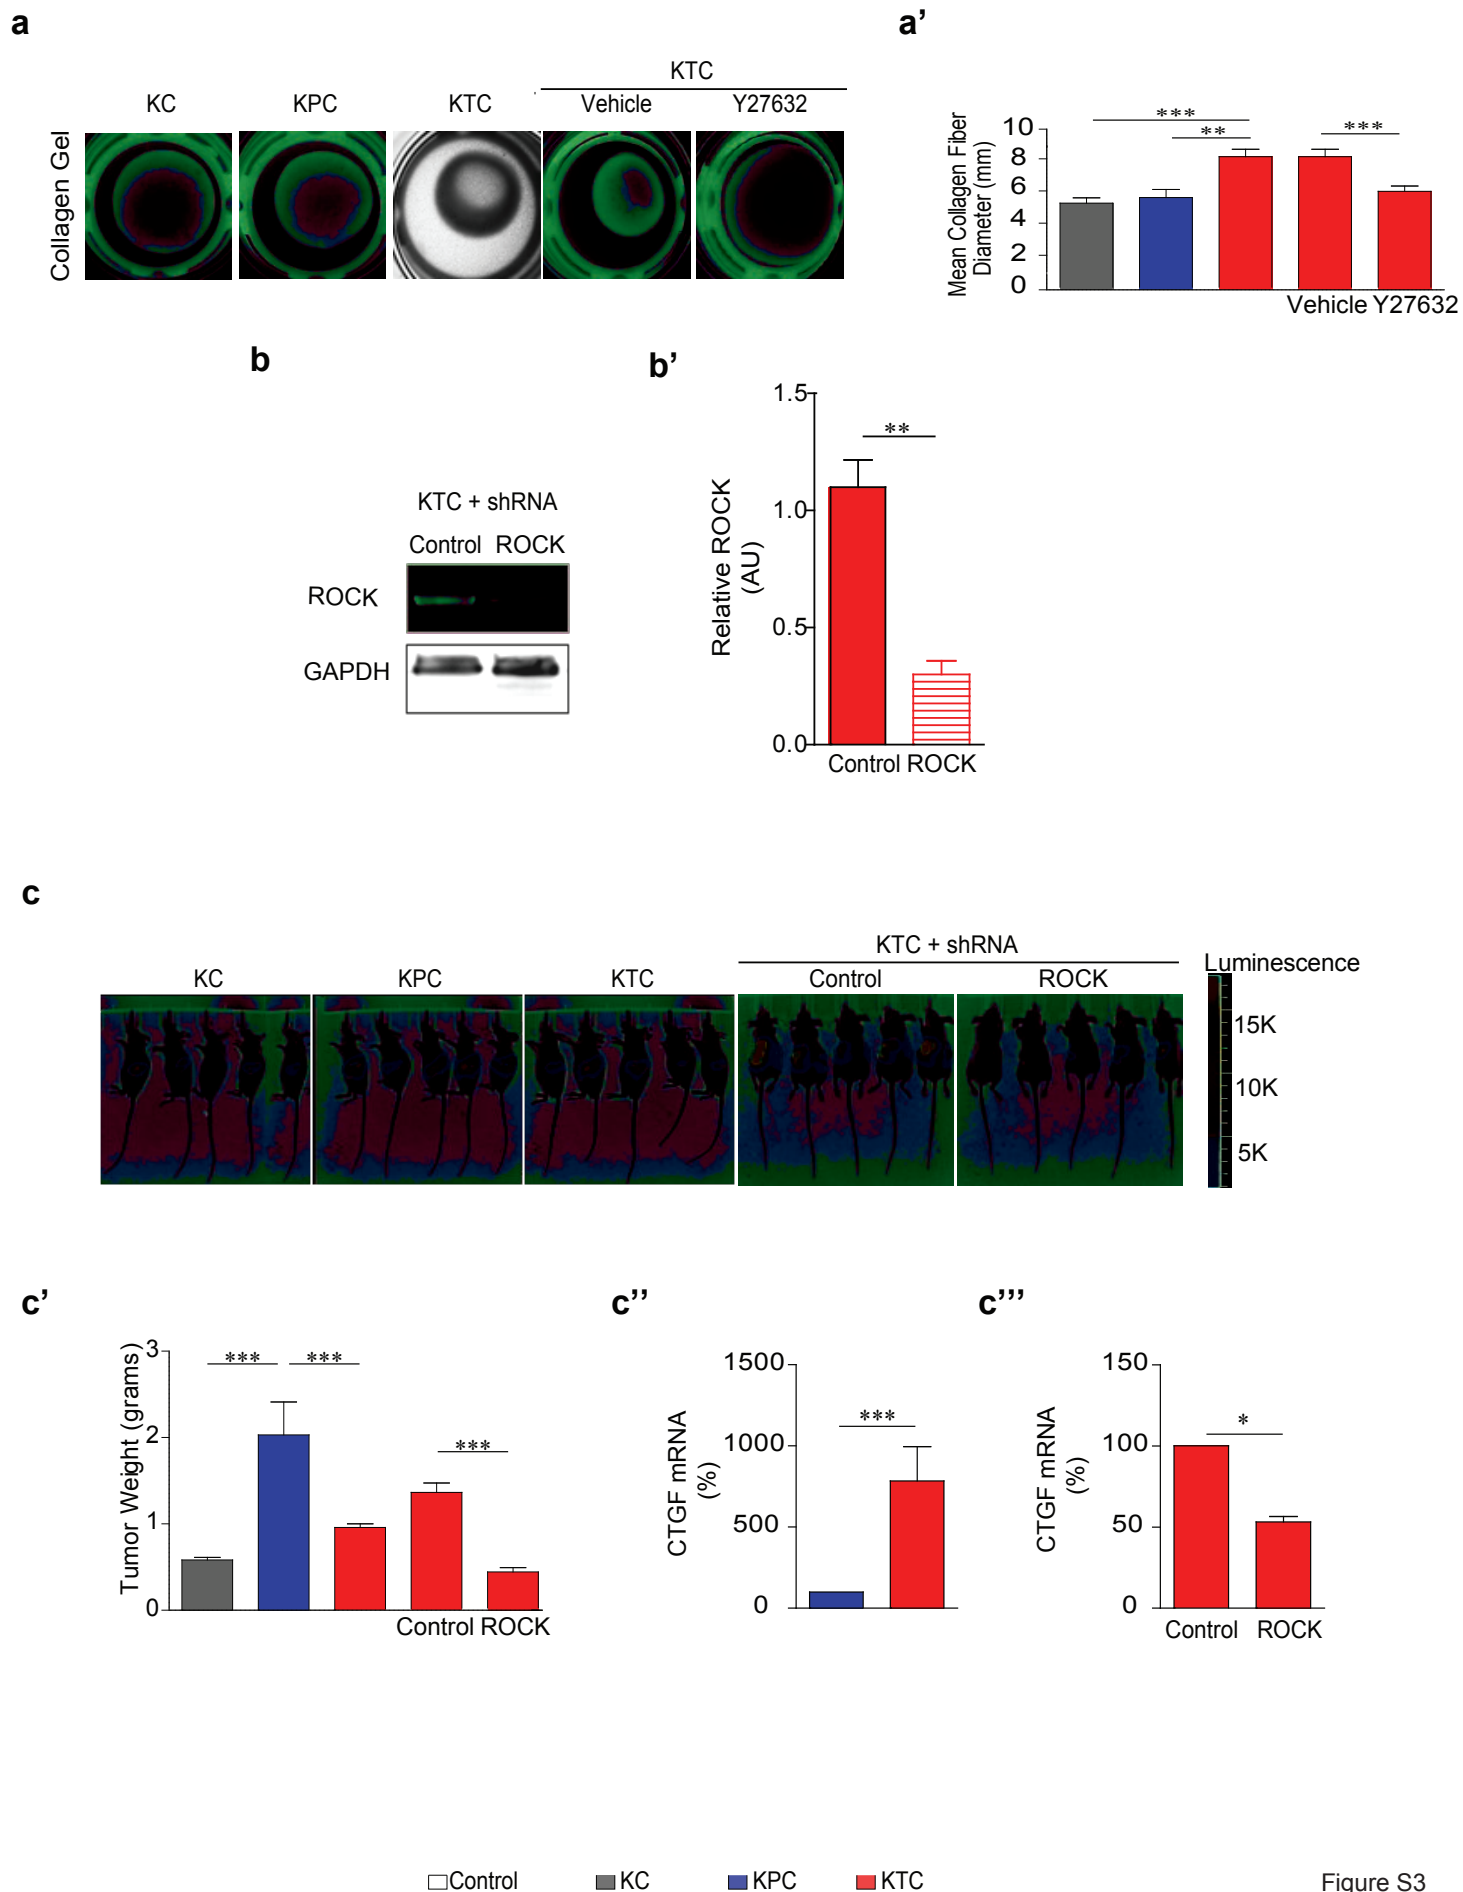 a
KTC
KC KPC KTC Vehicle Y27632
Collagen Gel
a’
Mean Collagen Fiber
Diameter (mm)
10
8
6
4
2
0
***
**
***
Vehicle Y27632
b
KTC + shRNA
Control ROCK
ROCK
GAPDH
b’
Relative ROCK
(AU)
1.5
1.0
0.5
0.0
**
Control ROCK
c
KTC + shRNA
KC KPC KTC Control ROCK
Luminescence
15K
10K
5K
c’
Tumor Weight (grams)
3
2
1
0
*** ***
***
Control ROCK
c’’
CTGF mRNA
(%)
1500
1000
500
0
***
c’’’
CTGF mRNA
(%)
150
100
50
0
*
Control ROCK
Control KC KPC KTC
Figure S3